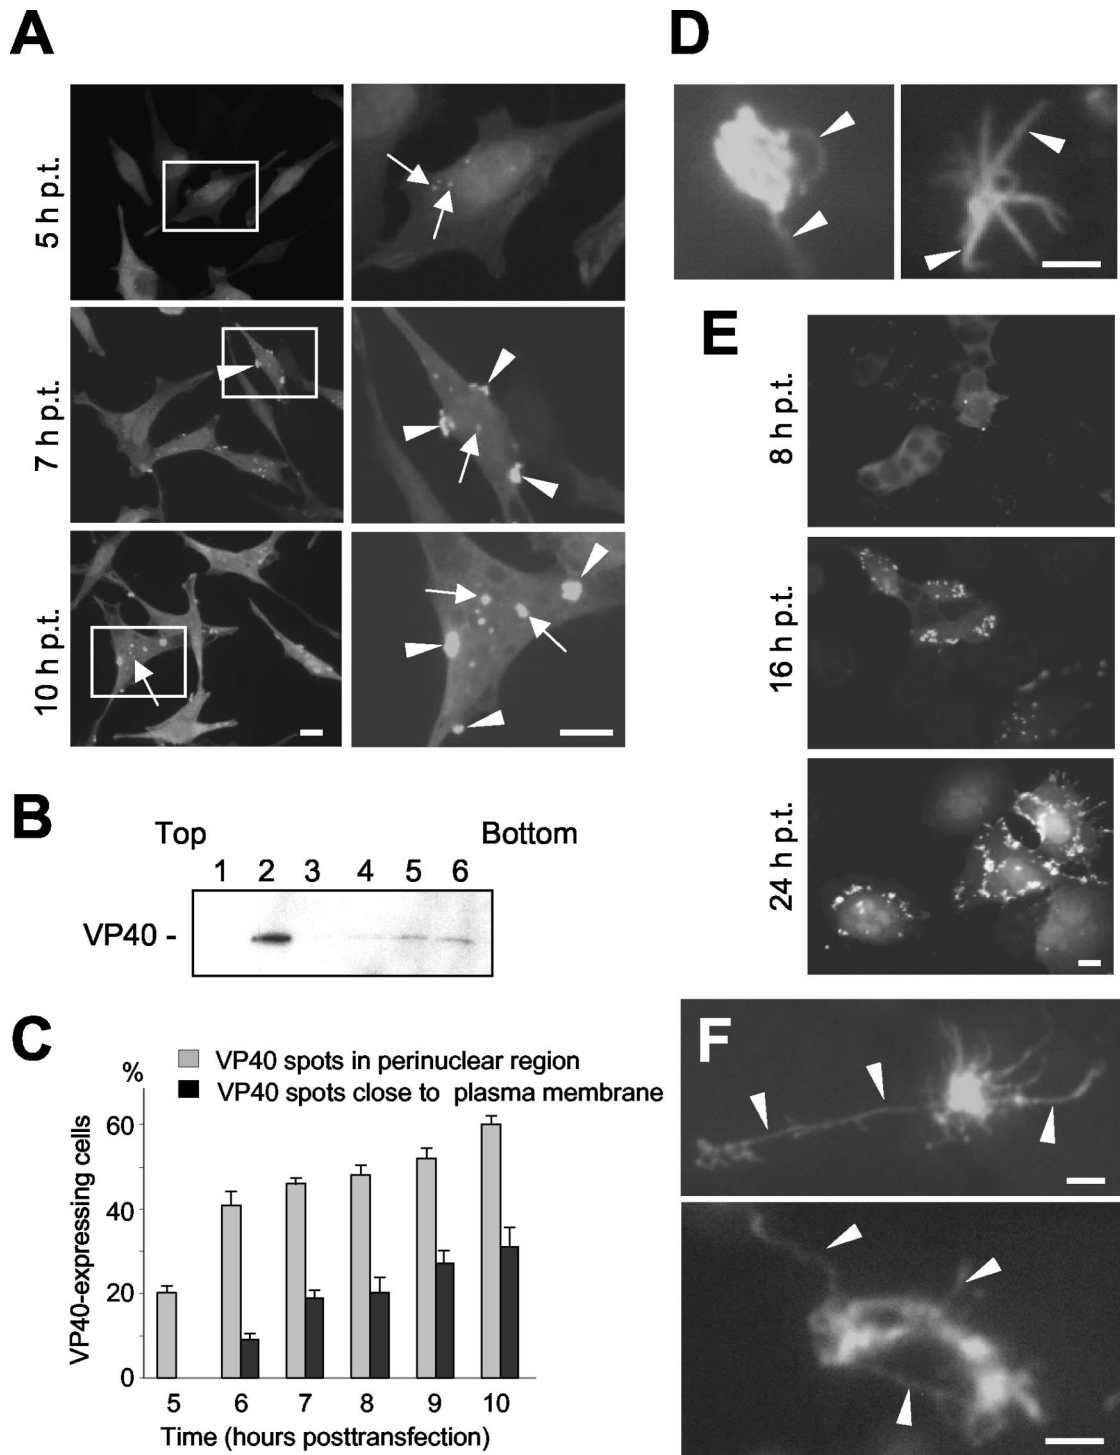 A
5 h p.t.
7 h p.t.
10 h p.t.
B
Top Bottom
1 2 3 4 5 6
VP40 -
C
%
VP40 spots in perinuclear region
VP40 spots close to plasma membrane
VP40-expressing cells
60
40
20
0
5 6 7 8 9 10
Time (hours posttransfection)
D
E
8 h p.t.
16 h p.t.
24 h p.t.
F